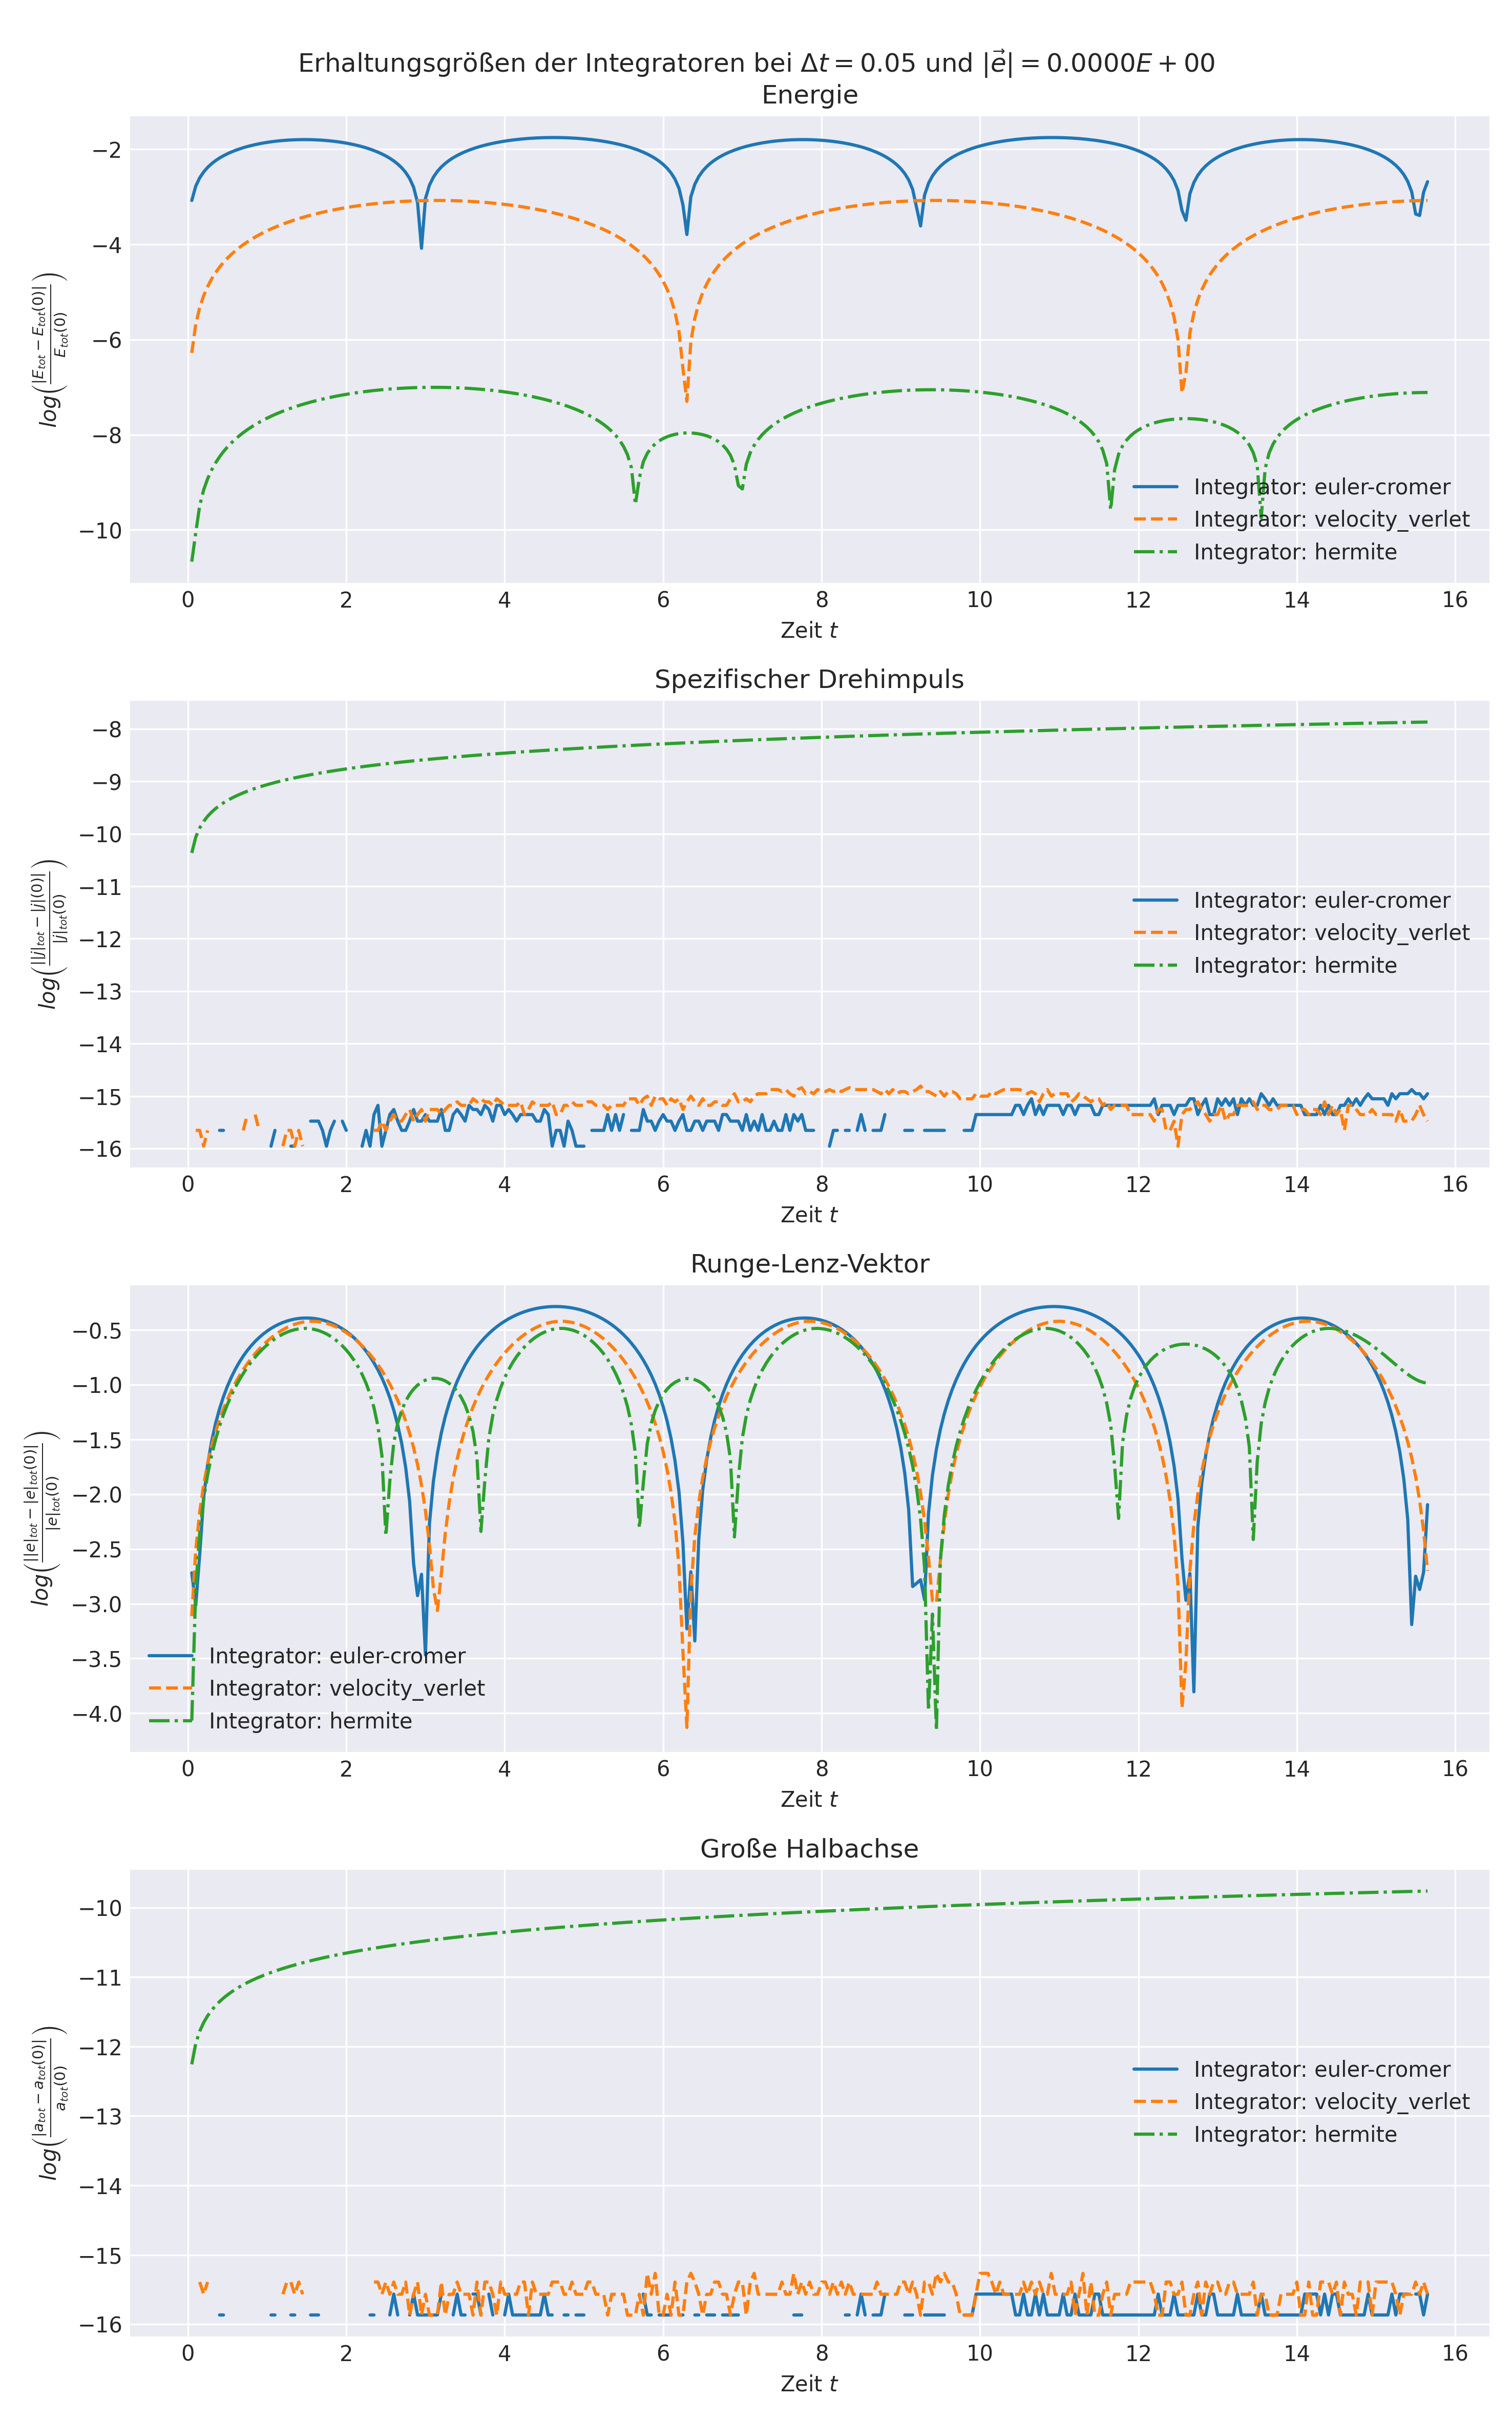 Erhaltungsgrößen der Integratoren bei Δt = 0.05 und |e⃗| = 0.0000E + 00
Energie
log(|E_tot − E_tot(0)| / E_tot(0))
−2
−4
−6
−8
−10
Integrator: euler-cromer
Integrator: velocity_verlet
Integrator: hermite
0 2 4 6 8 10 12 14 16
Zeit t
Spezifischer Drehimpuls
log(||j|_tot − |j|(0)| / |j|_tot(0))
−8
−9
−10
−11
−12
−13
−14
−15
−16
Integrator: euler-cromer
Integrator: velocity_verlet
Integrator: hermite
0 2 4 6 8 10 12 14 16
Zeit t
Runge-Lenz-Vektor
log(||e|_tot − |e|_tot(0)| / |e|_tot(0))
−0.5
−1.0
−1.5
−2.0
−2.5
−3.0
−3.5
−4.0
Integrator: euler-cromer
Integrator: velocity_verlet
Integrator: hermite
0 2 4 6 8 10 12 14 16
Zeit t
Große Halbachse
log(|a_tot − a_tot(0)| / a_tot(0))
−10
−11
−12
−13
−14
−15
−16
Integrator: euler-cromer
Integrator: velocity_verlet
Integrator: hermite
0 2 4 6 8 10 12 14 16
Zeit t